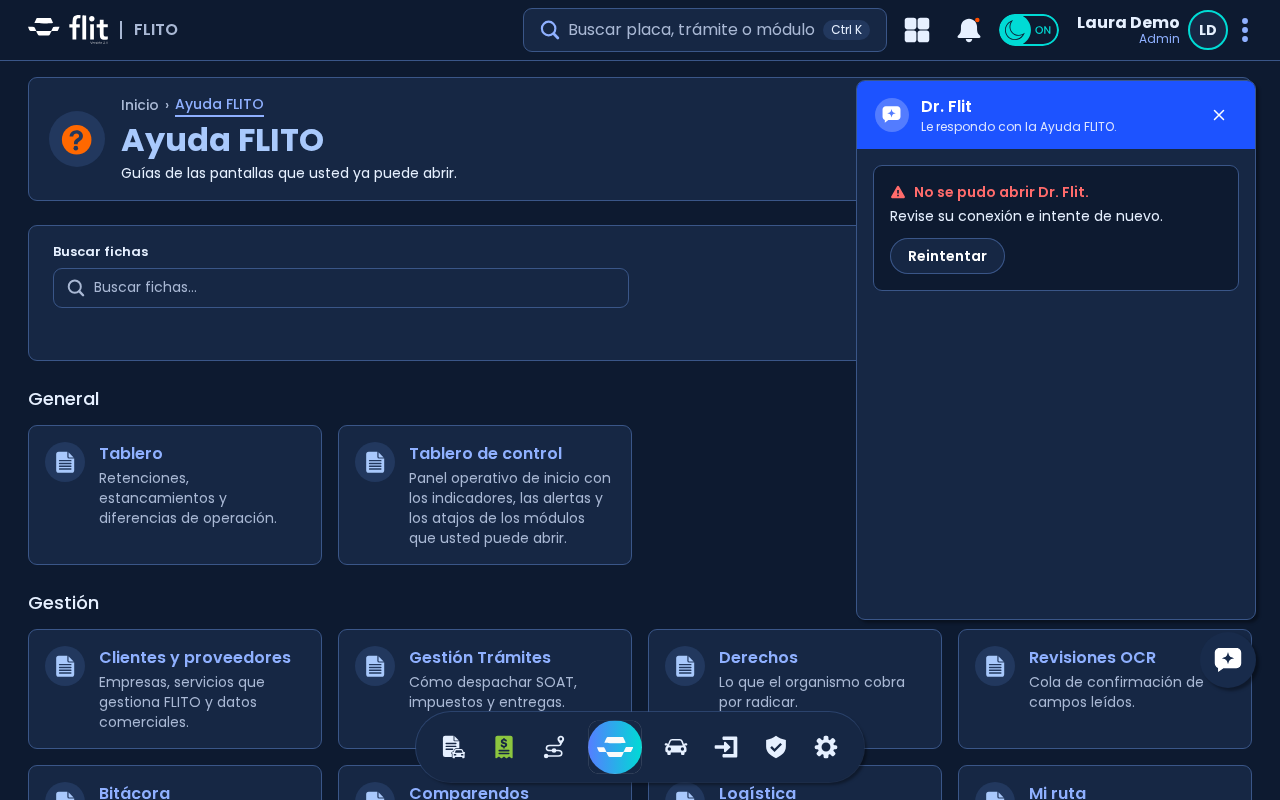 flit
FLITO
Buscar placa, trámite o módulo
Ctrl K
ON
Laura Demo
Admin
LD
Inicio › Ayuda FLITO
Ayuda FLITO
Guías de las pantallas que usted ya puede abrir.
Dr. Flit
Le respondo con la Ayuda FLITO.
No se pudo abrir Dr. Flit.
Revise su conexión e intente de nuevo.
Reintentar
Buscar fichas
Buscar fichas...
General
Tablero
Retenciones,
estancamientos y
diferencias de operación.
Tablero de control
Panel operativo de inicio con
los indicadores, las alertas y
los atajos de los módulos
que usted puede abrir.
Gestión
Clientes y proveedores
Empresas, servicios que
gestiona FLITO y datos
comerciales.
Gestión Trámites
Cómo despachar SOAT,
impuestos y entregas.
Derechos
Lo que el organismo cobra
por radicar.
Revisiones OCR
Cola de confirmación de
campos leídos.
Bitácora
Comparendos
Logística
Mi ruta